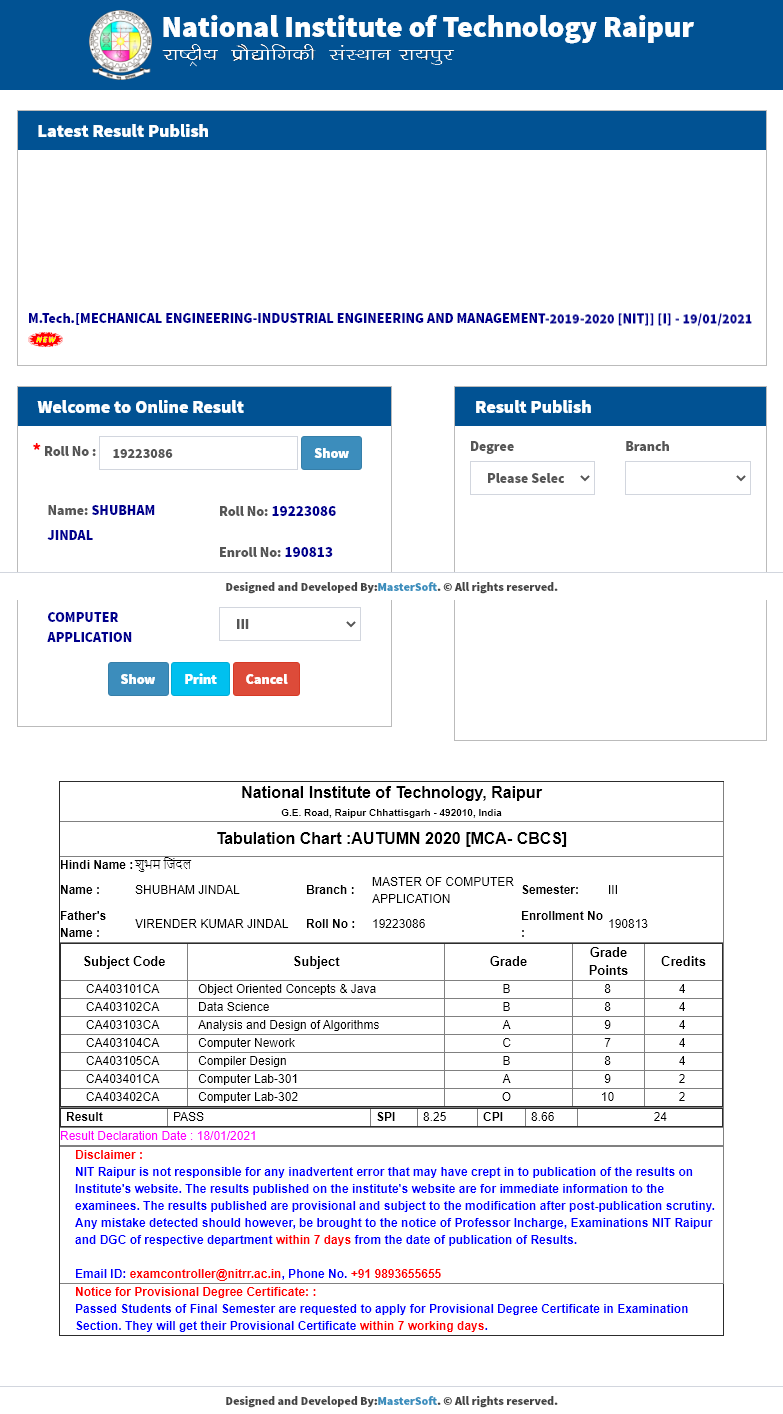 National Institute of Technology Raipur
राष्ट्रीय प्रौद्योगिकी संस्थान रायपुर
Latest Result Publish
M.Tech.[MECHANICAL ENGINEERING-INDUSTRIAL ENGINEERING AND MANAGEMENT-2019-2020 [NIT]] [I] - 19/01/2021
NEW
Welcome to Online Result
* Roll No : 19223086 Show
Name: SHUBHAM
JINDAL
Roll No: 19223086
Enroll No: 190813
Result Publish
Degree Branch
Please Selec
Designed and Developed By:MasterSoft. © All rights reserved.
COMPUTER
APPLICATION
III
Show Print Cancel
National Institute of Technology, Raipur
G.E. Road, Raipur Chhattisgarh - 492010, India
Tabulation Chart :AUTUMN 2020 [MCA- CBCS]
Hindi Name : शुभम जिंदल
Name : SHUBHAM JINDAL Branch : MASTER OF COMPUTER APPLICATION Semester: III
Father's Name : VIRENDER KUMAR JINDAL Roll No : 19223086 Enrollment No : 190813
Subject Code Subject Grade Grade Points Credits
CA403101CA Object Oriented Concepts & Java B 8 4
CA403102CA Data Science B 8 4
CA403103CA Analysis and Design of Algorithms A 9 4
CA403104CA Computer Nework C 7 4
CA403105CA Compiler Design B 8 4
CA403401CA Computer Lab-301 A 9 2
CA403402CA Computer Lab-302 O 10 2
Result PASS SPI 8.25 CPI 8.66 24
Result Declaration Date : 18/01/2021
Disclaimer :
NIT Raipur is not responsible for any inadvertent error that may have crept in to publication of the results on
Institute's website. The results published on the institute's website are for immediate information to the
examinees. The results published are provisional and subject to the modification after post-publication scrutiny.
Any mistake detected should however, be brought to the notice of Professor Incharge, Examinations NIT Raipur
and DGC of respective department within 7 days from the date of publication of Results.
Email ID: examcontroller@nitrr.ac.in, Phone No. +91 9893655655
Notice for Provisional Degree Certificate: :
Passed Students of Final Semester are requested to apply for Provisional Degree Certificate in Examination
Section. They will get their Provisional Certificate within 7 working days.
Designed and Developed By:MasterSoft. © All rights reserved.